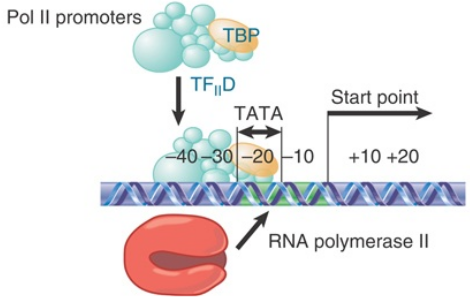 Pol II promoters
TBP
TFIID
TATA
Start point
–40 –30 –20 –10 +10 +20
RNA polymerase II